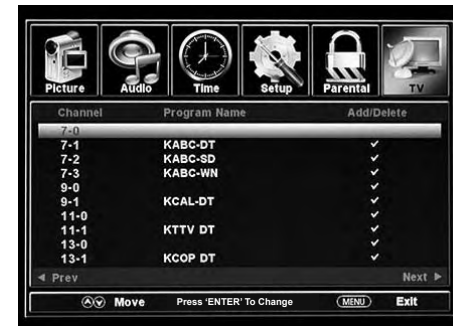 Picture Audio Time Setup Parental TV
Channel Program Name Add/Delete
7-0
7-1 KABC-DT ✓
7-2 KABC-SD ✓
7-3 KABC-WN ✓
9-0 ✓
9-1 KCAL-DT ✓
11-0 ✓
11-1 KTTV DT ✓
13-0 ✓
13-1 KCOP DT ✓
◀ Prev Next ▶
Move Press 'ENTER' To Change MENU Exit